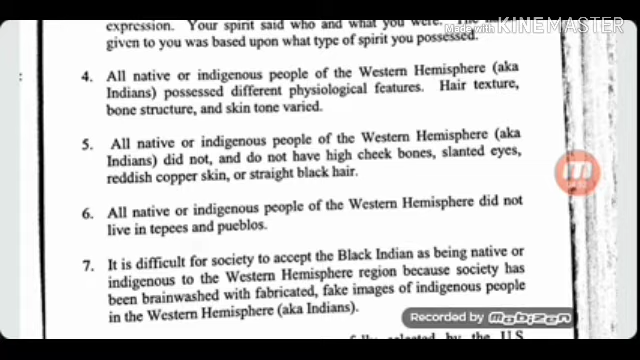 expression. Your spirit said who and what you were. The
Made with KINEMASTER
given to you was based upon what type of spirit you possessed.
4. All native or indigenous people of the Western Hemisphere (aka
Indians) possessed different physiological features. Hair texture,
bone structure, and skin tone varied.
5. All native or indigenous people of the Western Hemisphere (aka
Indians) did not, and do not have high check bones, slanted eyes,
reddish copper skin, or straight black hair.
6. All native or indigenous people of the Western Hemisphere did not
live in tepees and pueblos.
7. It is difficult for society to accept the Black Indian as being native or
indigenous to the Western Hemisphere region because society has
been brainwashed with fabricated, fake images of indigenous people
in the Western Hemisphere (aka Indians).
Recorded by mobizen
selected by the U.S.